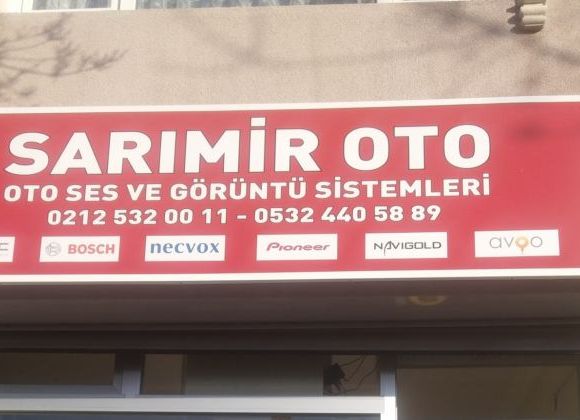 SARIMİR OTO
OTO SES VE GÖRÜNTÜ SİSTEMLERİ
0212 532 00 11 - 0532 440 58 89
BOSCH necvox Pioneer NAVIGOLD avgo